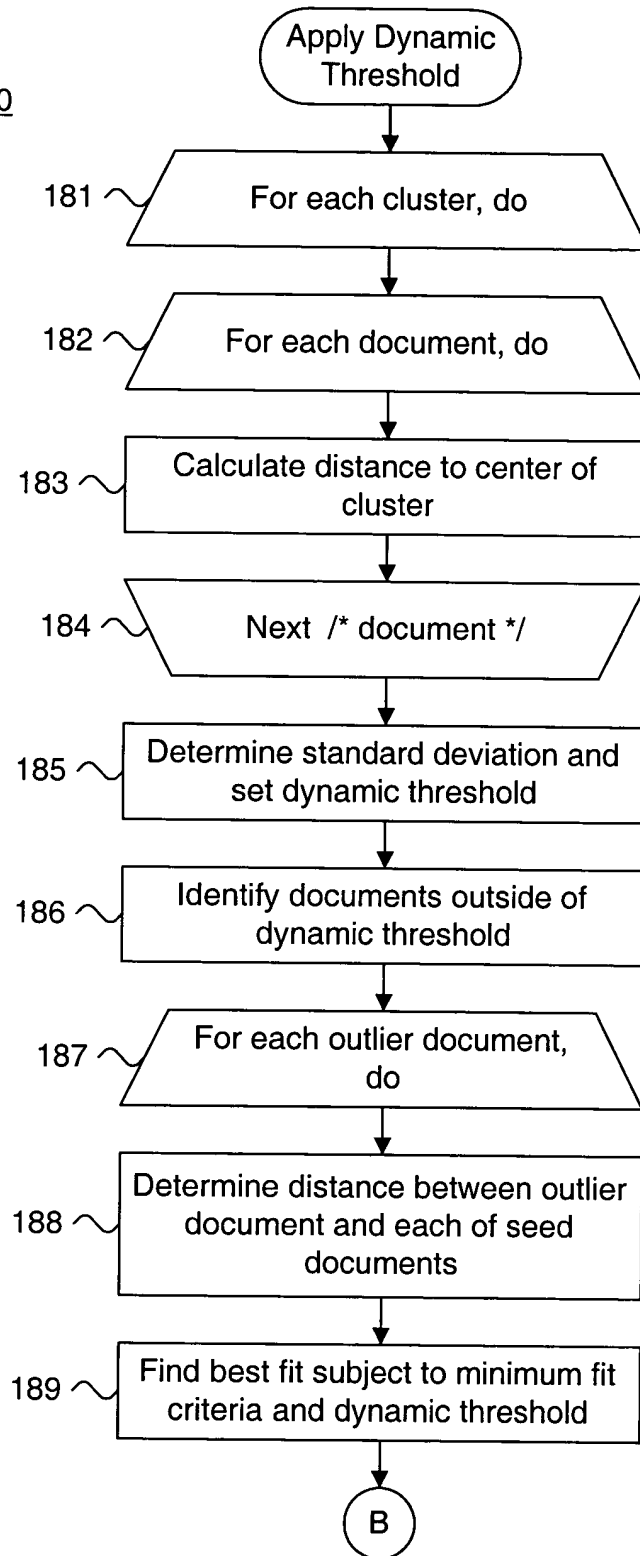 Apply Dynamic
Threshold
0
181
For each cluster, do
182
For each document, do
183
Calculate distance to center of
cluster
184
Next /* document */
185
Determine standard deviation and
set dynamic threshold
186
Identify documents outside of
dynamic threshold
187
For each outlier document,
do
188
Determine distance between outlier
document and each of seed
documents
189
Find best fit subject to minimum fit
criteria and dynamic threshold
B